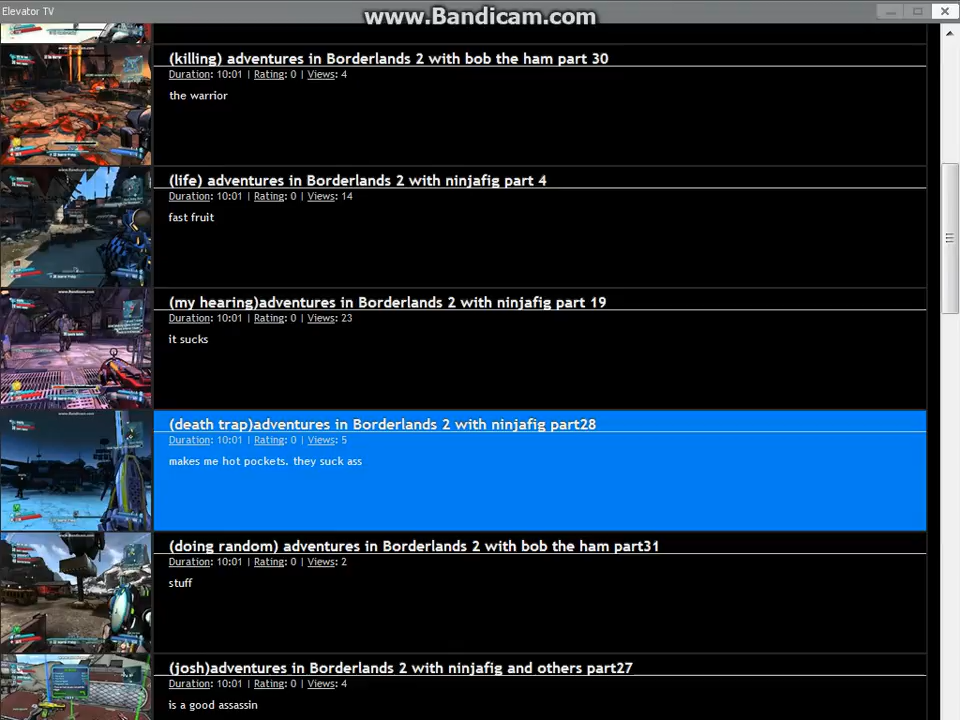 Elevator TV
www.Bandicam.com
(killing) adventures in Borderlands 2 with bob the ham part 30
Duration: 10:01 | Rating: 0 | Views: 4
the warrior
(life) adventures in Borderlands 2 with ninjafig part 4
Duration: 10:01 | Rating: 0 | Views: 14
fast fruit
(my hearing)adventures in Borderlands 2 with ninjafig part 19
Duration: 10:01 | Rating: 0 | Views: 23
it sucks
(death trap)adventures in Borderlands 2 with ninjafig part28
Duration: 10:01 | Rating: 0 | Views: 5
makes me hot pockets. they suck ass
(doing random) adventures in Borderlands 2 with bob the ham part31
Duration: 10:01 | Rating: 0 | Views: 2
stuff
(josh)adventures in Borderlands 2 with ninjafig and others part27
Duration: 10:01 | Rating: 0 | Views: 4
is a good assassin